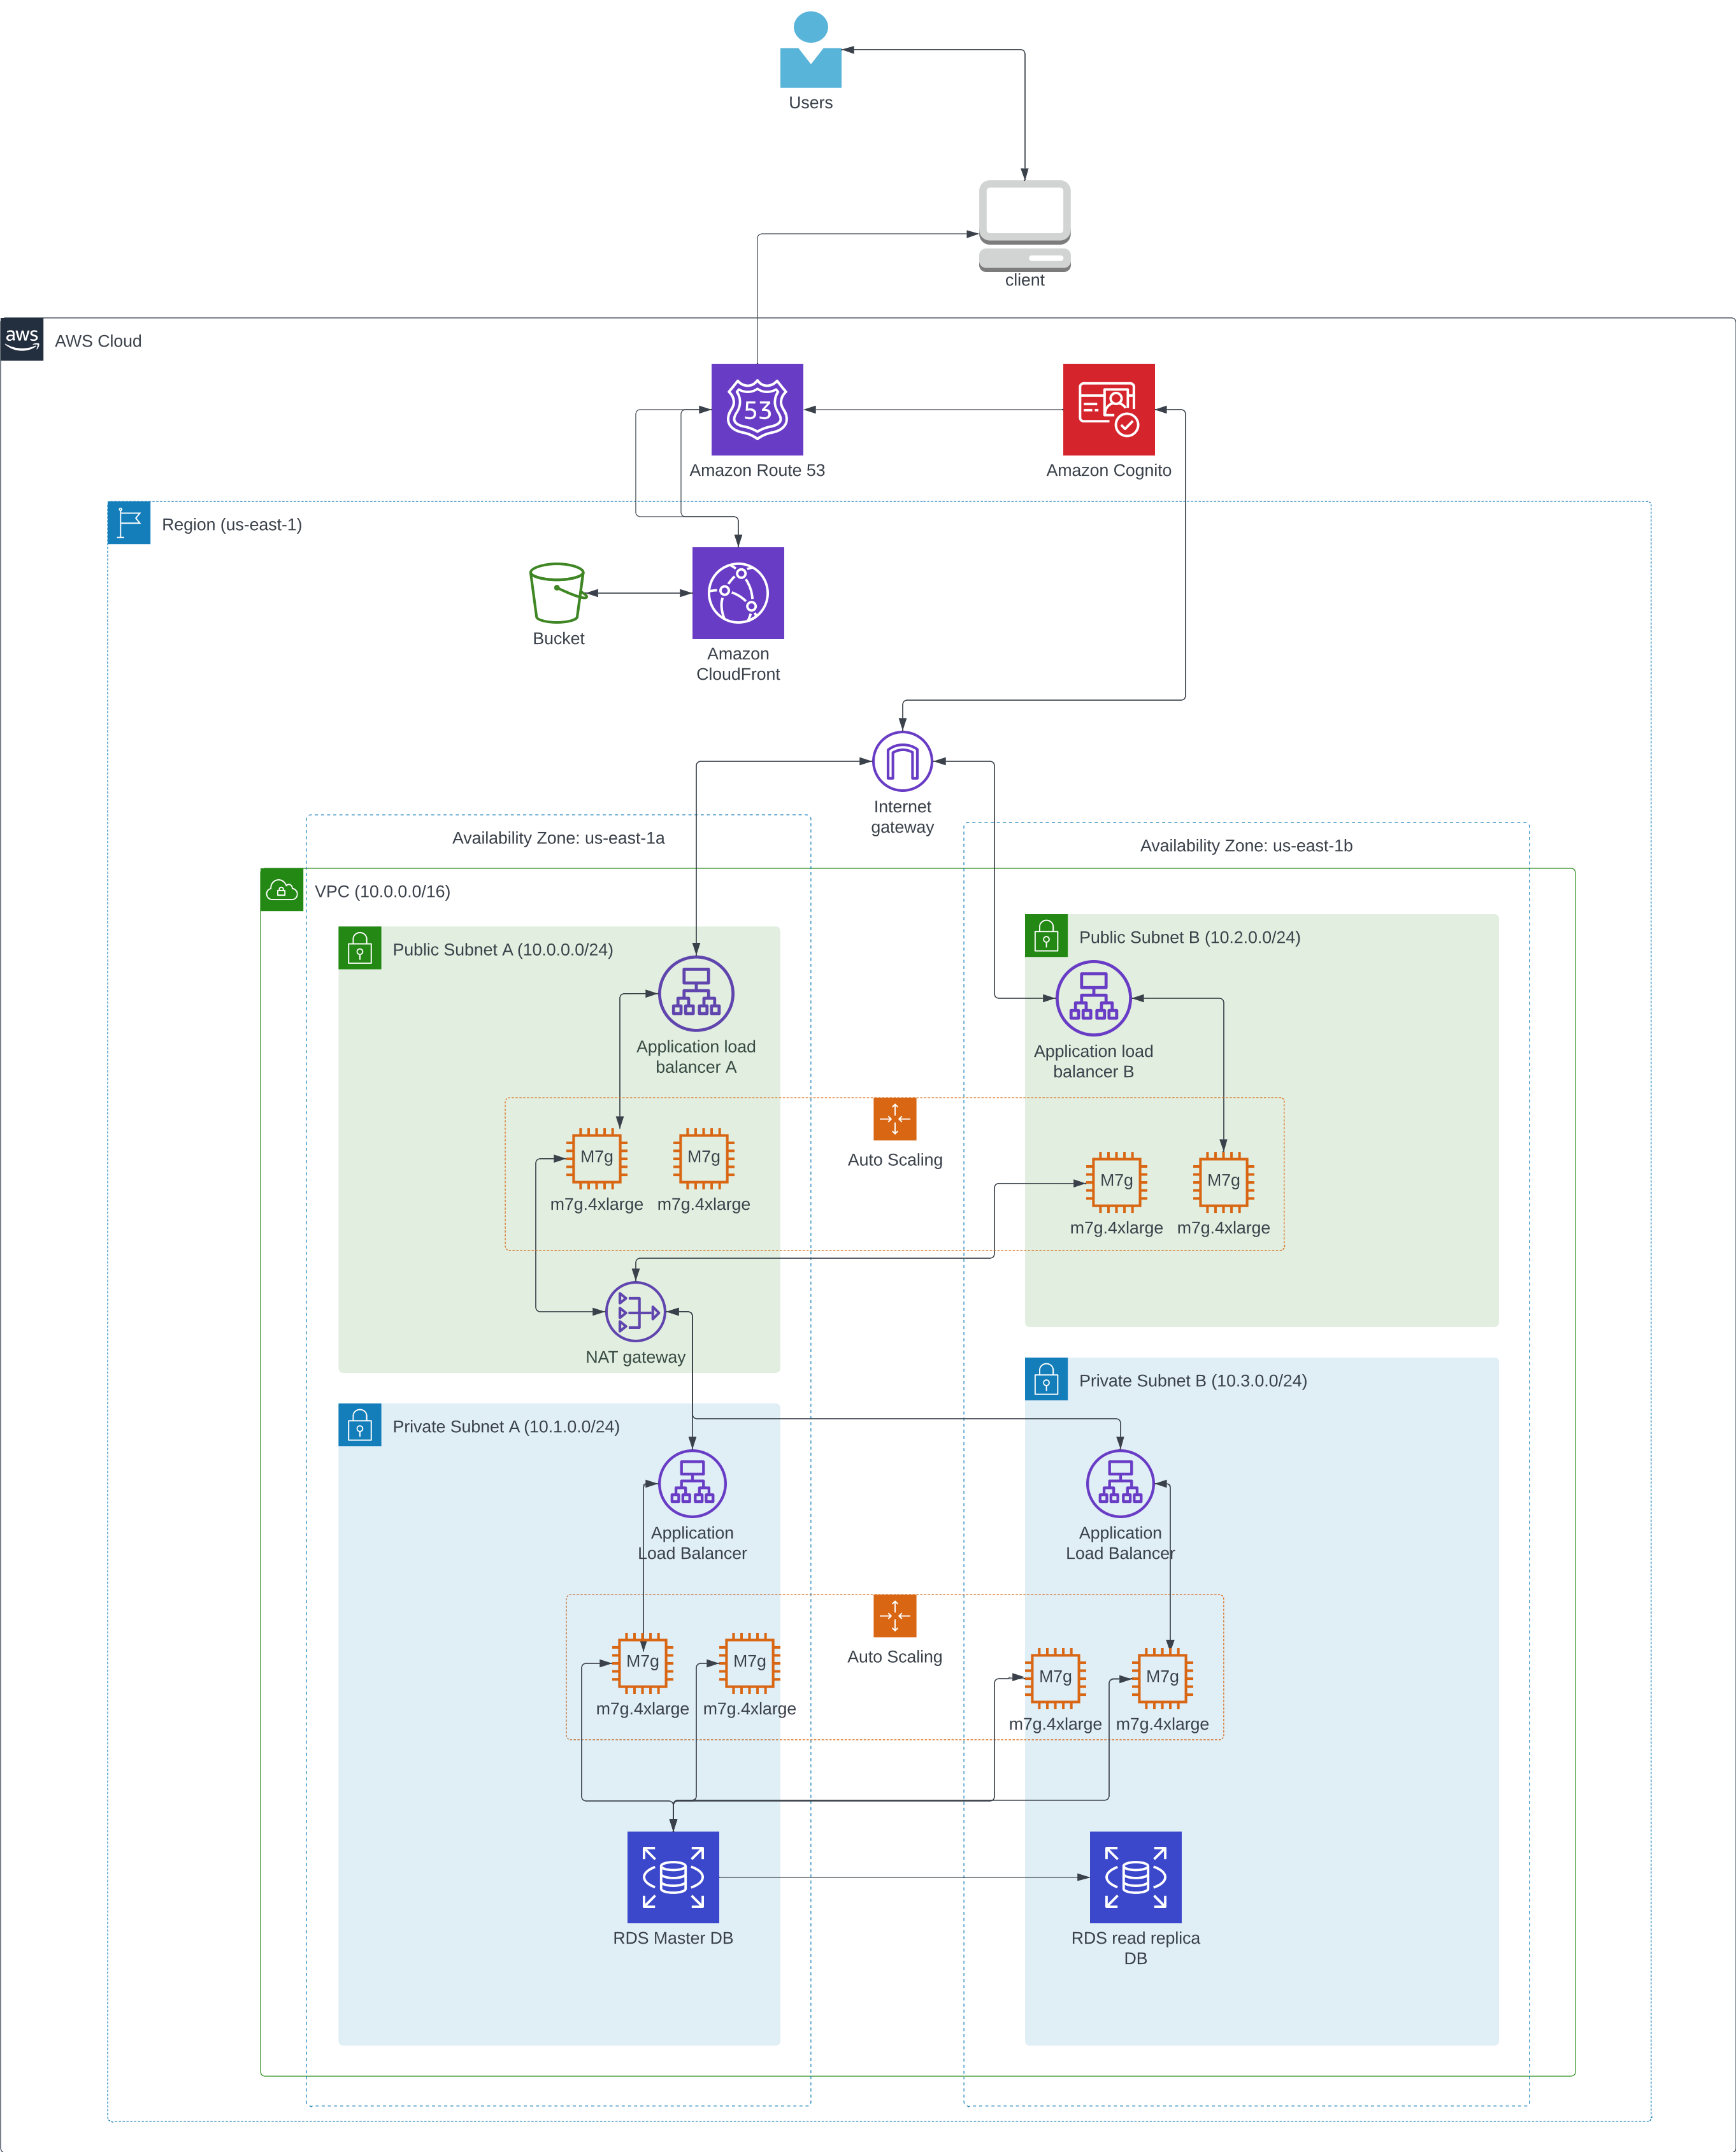 Users
client
aws
AWS Cloud
53
Amazon Route 53
Amazon Cognito
Region (us-east-1)
Bucket
Amazon
CloudFront
Internet
gateway
Availability Zone: us-east-1a
Availability Zone: us-east-1b
VPC (10.0.0.0/16)
Public Subnet A (10.0.0.0/24)
Public Subnet B (10.2.0.0/24)
Application load
balancer A
Application load
balancer B
Auto Scaling
M7g
M7g
m7g.4xlarge
m7g.4xlarge
M7g
M7g
m7g.4xlarge
m7g.4xlarge
NAT gateway
Private Subnet B (10.3.0.0/24)
Private Subnet A (10.1.0.0/24)
Application
Load Balancer
Application
Load Balancer
Auto Scaling
M7g
M7g
m7g.4xlarge
m7g.4xlarge
M7g
M7g
m7g.4xlarge
m7g.4xlarge
RDS Master DB
RDS read replica
DB